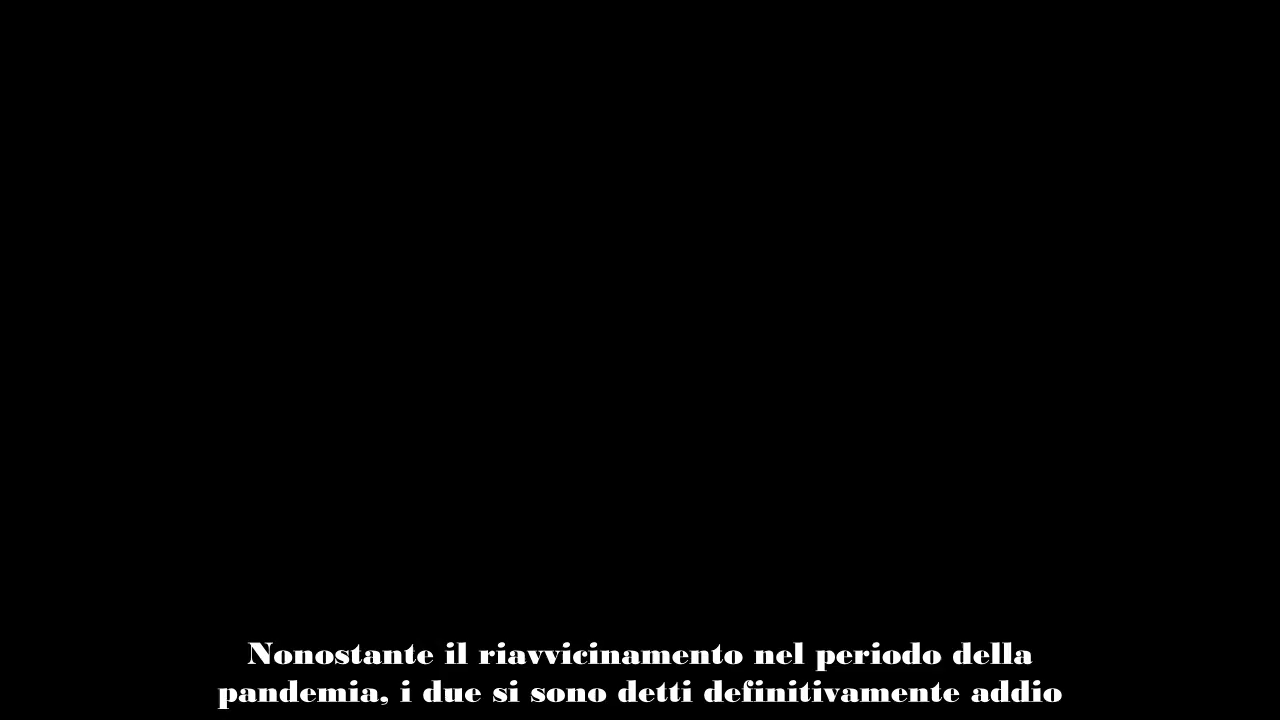 Nonostante il riavvicinamento nel periodo della
pandemia, i due si sono detti definitivamente addio